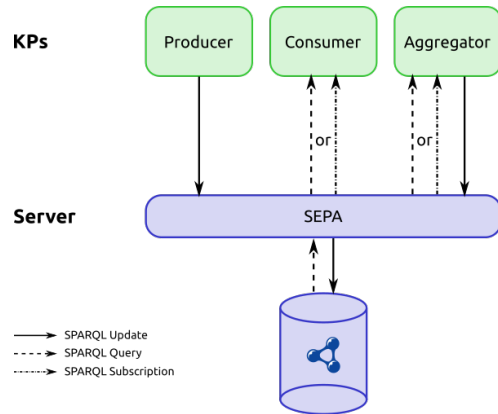 KPs
Producer
Consumer
Aggregator
or
or
Server
SEPA
SPARQL Update
SPARQL Query
SPARQL Subscription